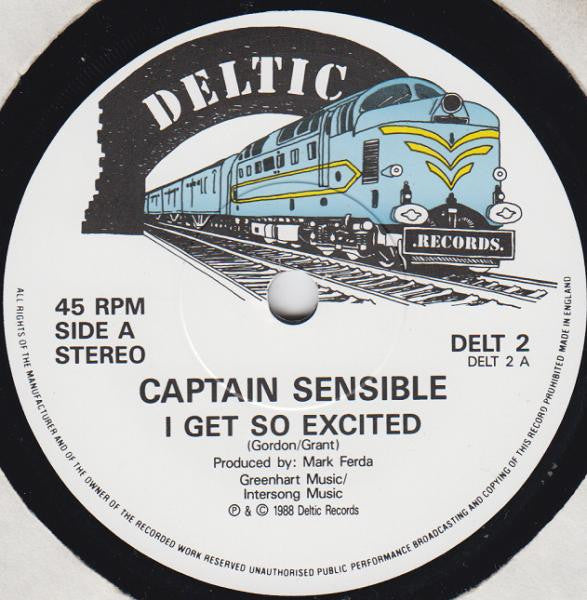 DELTIC
.RECORDS.
45 RPM
SIDE A
STEREO
DELT 2
DELT 2 A
CAPTAIN SENSIBLE
I GET SO EXCITED
(Gordon/Grant)
Produced by: Mark Ferda
Greenhart Music/
Intersong Music
℗ & © 1988 Deltic Records
ALL RIGHTS OF THE MANUFACTURER AND OF THE OWNER OF THE RECORDED WORK RESERVED UNAUTHORISED PUBLIC PERFORMANCE BROADCASTING AND COPYING OF THIS RECORD PROHIBITED MADE IN ENGLAND